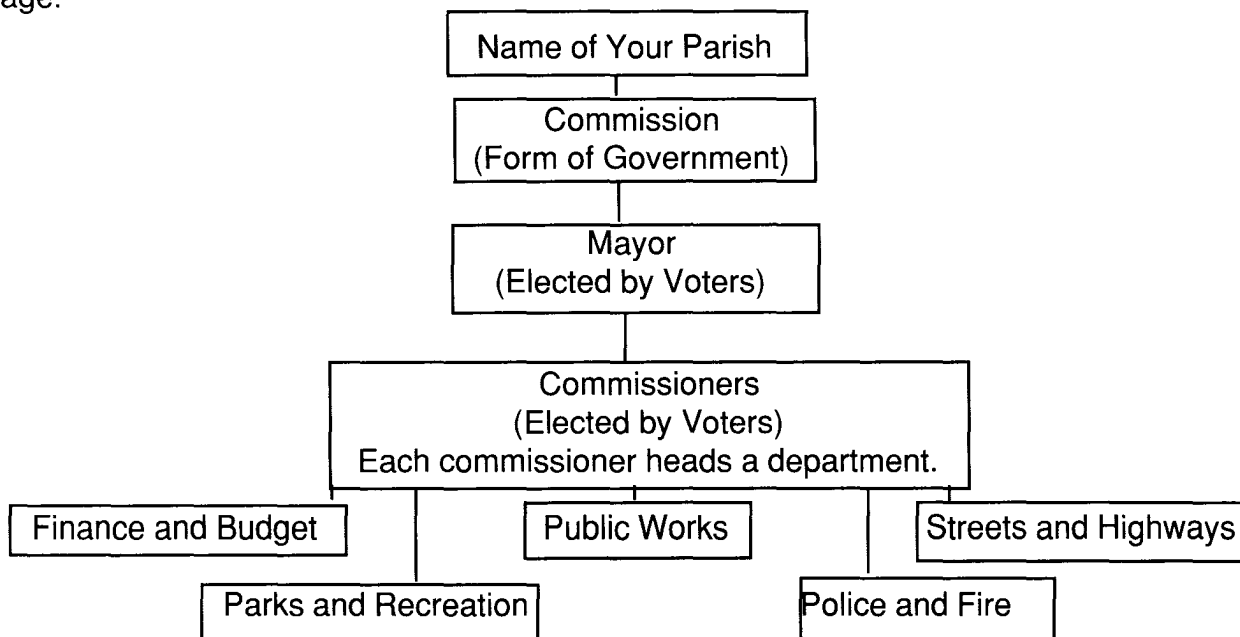 age.
Name of Your Parish
Commission
(Form of Government)
Mayor
(Elected by Voters)
Commissioners
(Elected by Voters)
Each commissioner heads a department.
Finance and Budget
Public Works
Streets and Highways
Parks and Recreation
Police and Fire